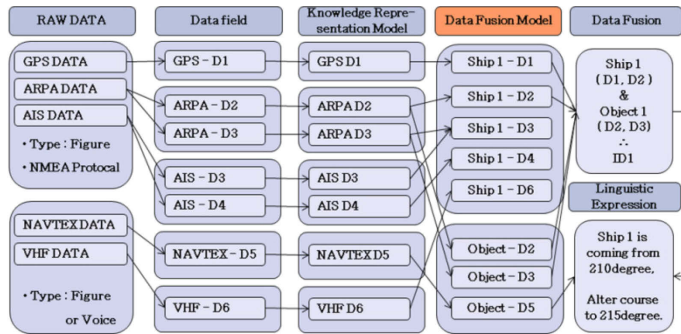 RAW DATA
GPS DATA
ARPA DATA
AIS DATA
· Type : Figure
· NMEA Protocal
NAVTEX DATA
VHF DATA
· Type : Figure
or Voice
Data field
GPS – D1
ARPA – D2
ARPA – D3
AIS – D3
AIS – D4
NAVTEX – D5
VHF – D6
Knowledge Repre-
sentation Model
GPS D1
ARPA D2
ARPA D3
AIS D3
AIS D4
NAVTEX D5
VHF D6
Data Fusion Model
Ship 1 – D1
Ship 1 – D2
Ship 1 – D3
Ship 1 – D4
Ship 1 – D6
Object – D2
Object – D3
Object – D5
Data Fusion
Ship 1
( D1, D2 )
&
Object 1
(D2, D3)
∴
ID1
Linguistic
Expression
Ship 1 is
coming from
210degree,
Alter course
to 215degree.